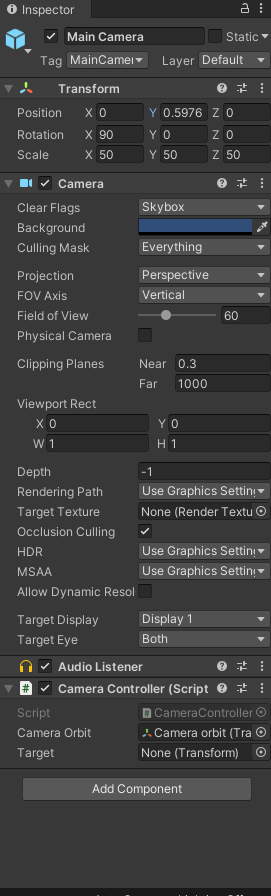 Inspector
Main Camera Static
Tag MainCamer Layer Default
Transform
Position X 0 Y 0.5976 Z 0
Rotation X 90 Y 0 Z 0
Scale X 50 Y 50 Z 50
Camera
Clear Flags Skybox
Background
Culling Mask Everything
Projection Perspective
FOV Axis Vertical
Field of View 60
Physical Camera
Clipping Planes Near 0.3
Far 1000
Viewport Rect
X 0 Y 0
W 1 H 1
Depth -1
Rendering Path Use Graphics Setting
Target Texture None (Render Textu
Occlusion Culling
HDR Use Graphics Setting
MSAA Use Graphics Setting
Allow Dynamic Resol
Target Display Display 1
Target Eye Both
Audio Listener
# Camera Controller (Script
Script # CameraController
Camera Orbit Camera orbit (Tra
Target None (Transform)
Add Component